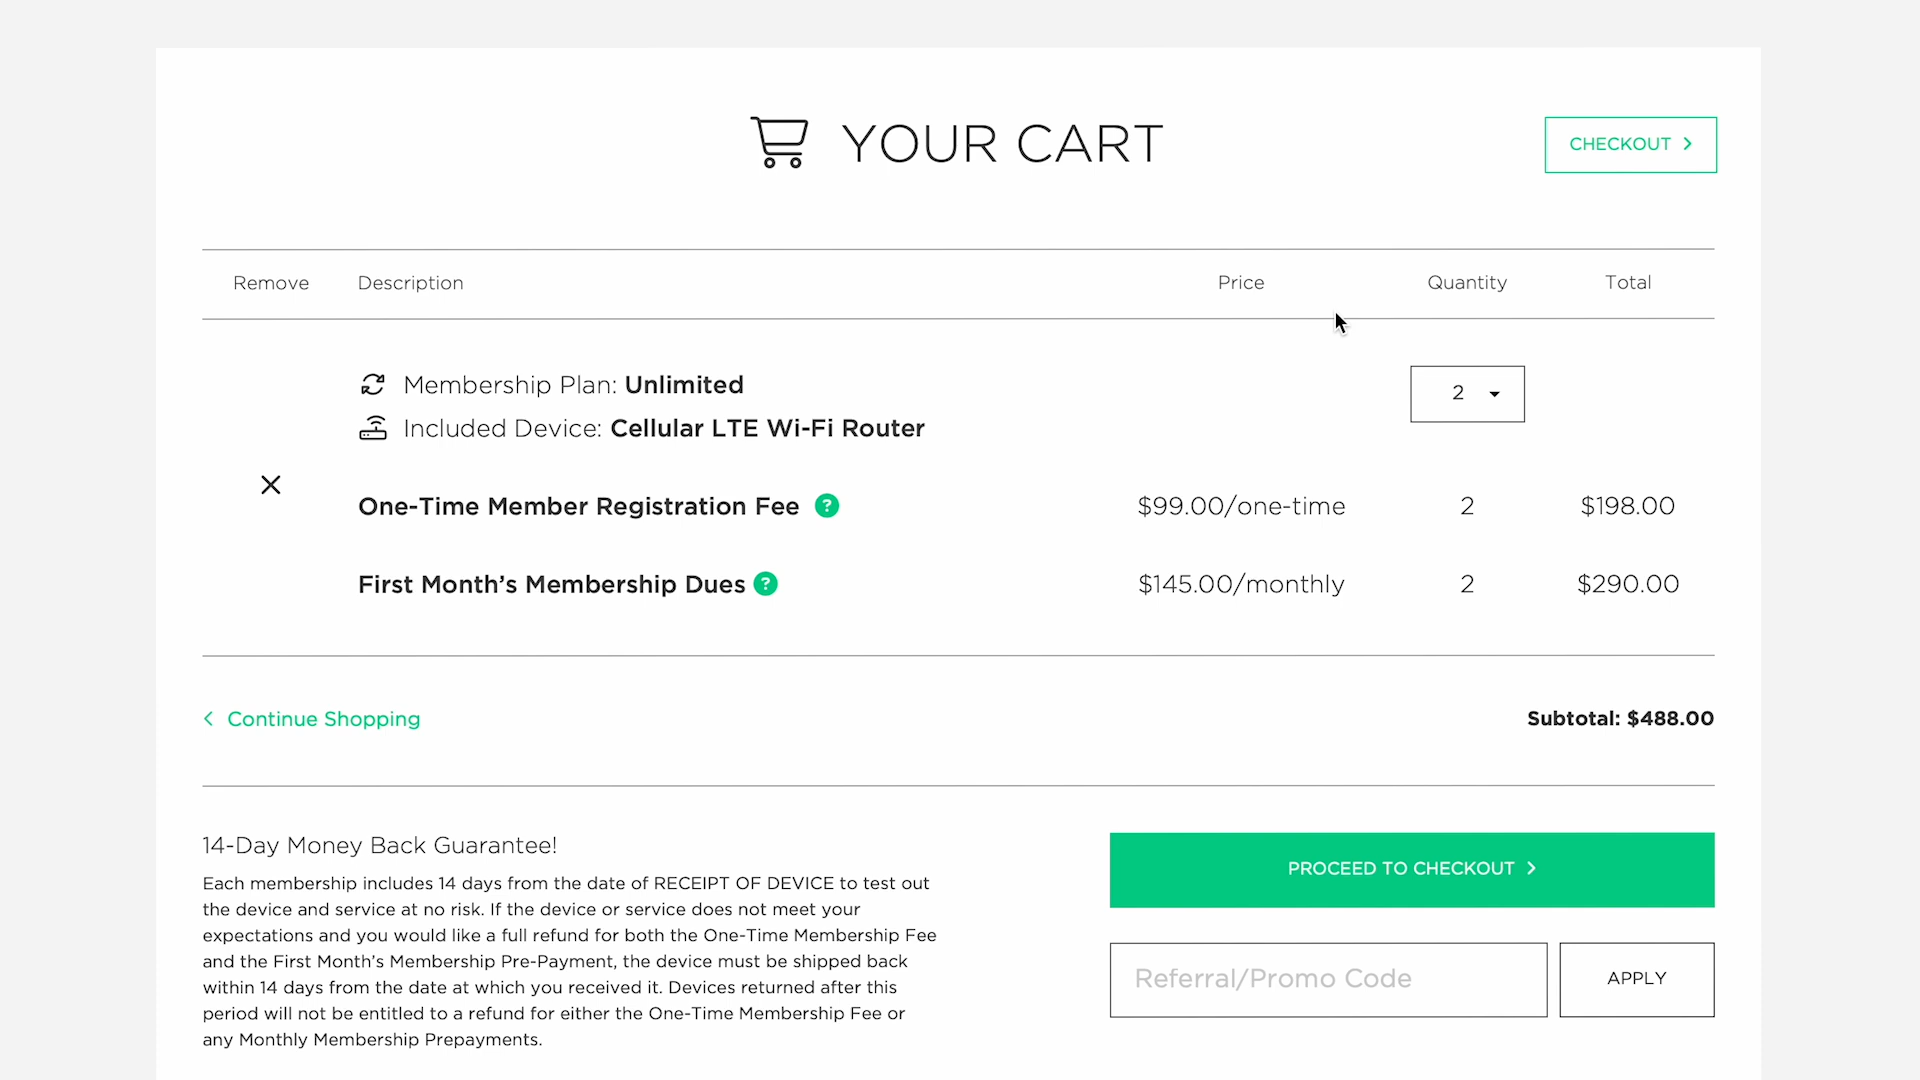 YOUR CART
CHECKOUT
Remove Description Price Quantity Total
Membership Plan: Unlimited 2
Included Device: Cellular LTE Wi-Fi Router
One-Time Member Registration Fee ? $99.00/one-time 2 $198.00
First Month’s Membership Dues ? $145.00/monthly 2 $290.00
Continue Shopping Subtotal: $488.00
14-Day Money Back Guarantee!
Each membership includes 14 days from the date of RECEIPT OF DEVICE to test out
the device and service at no risk. If the device or service does not meet your
expectations and you would like a full refund for both the One-Time Membership Fee
and the First Month’s Membership Pre-Payment, the device must be shipped back
within 14 days from the date at which you received it. Devices returned after this
period will not be entitled to a refund for either the One-Time Membership Fee or
any Monthly Membership Prepayments.
PROCEED TO CHECKOUT
Referral/Promo Code APPLY